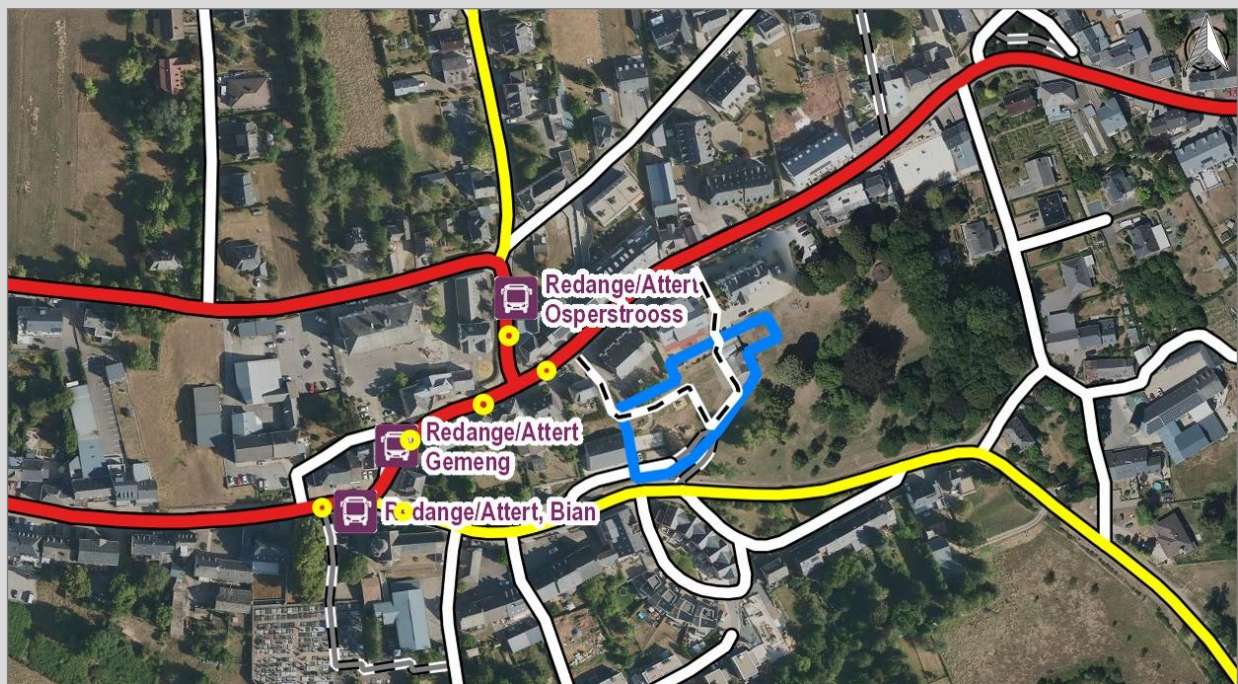 Redange/Attert
Osperstrooss
Redange/Attert
Gemeng
Redange/Attert, Bian